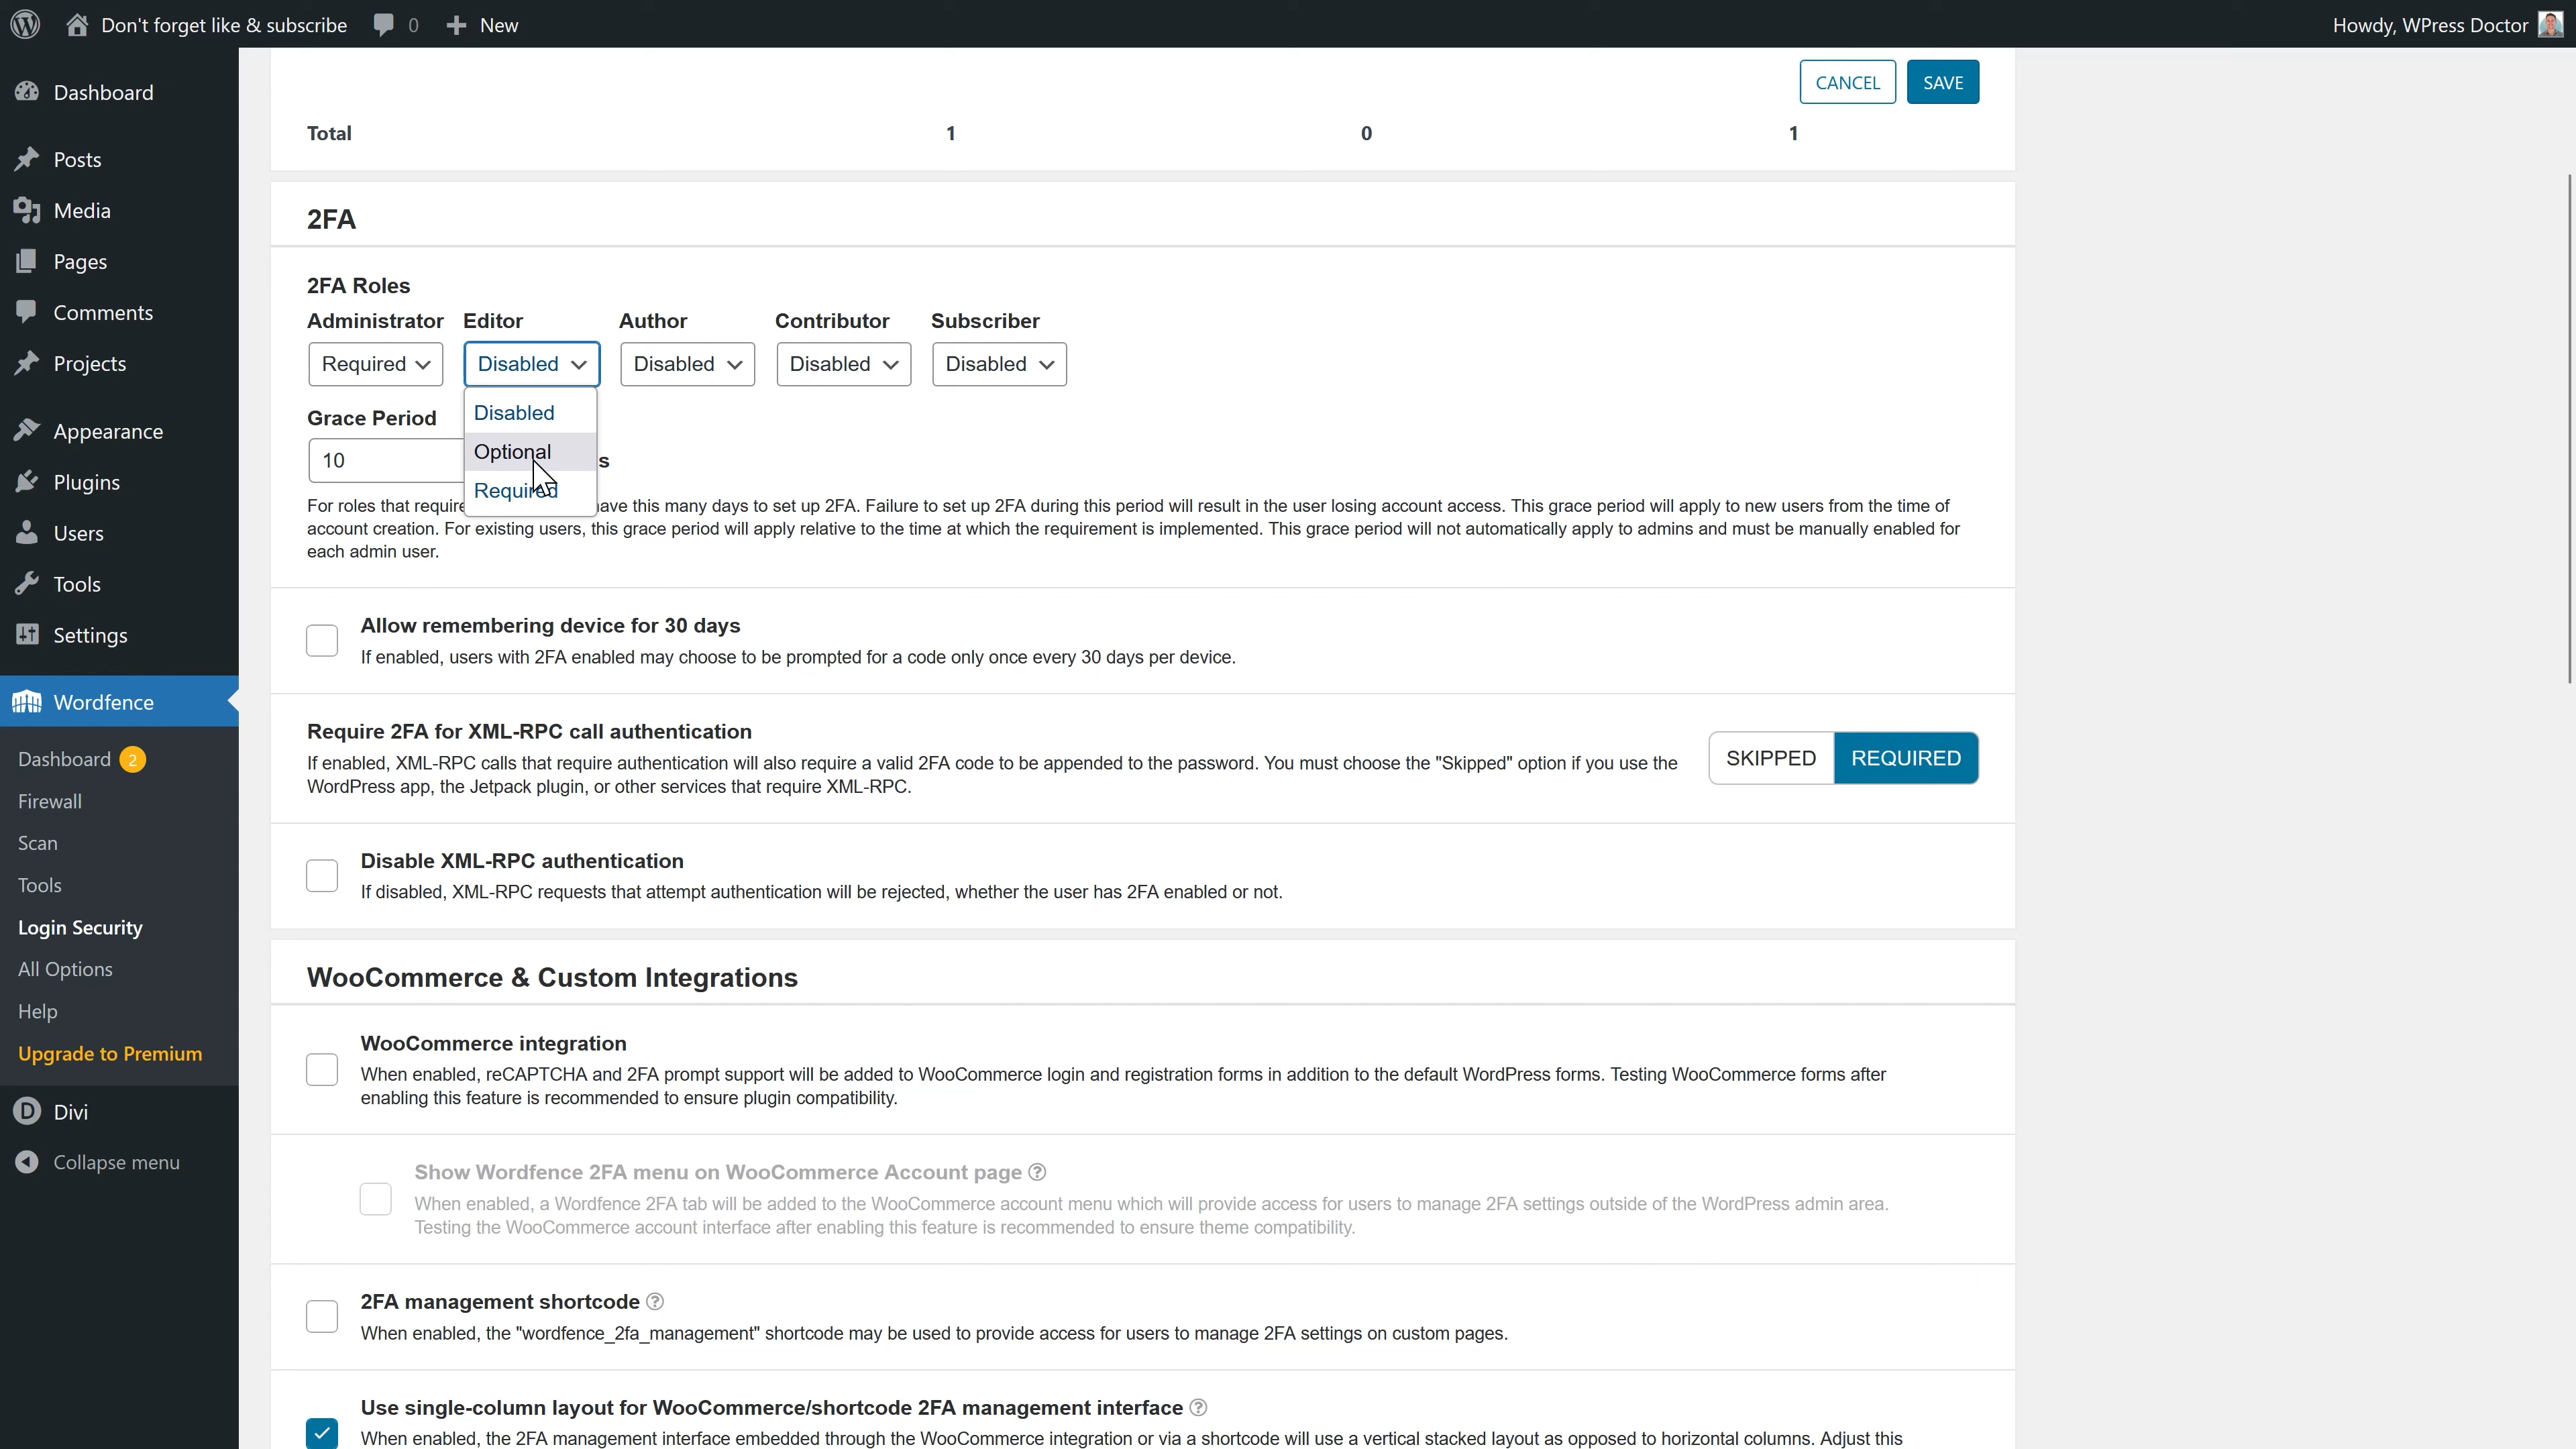 Don't forget like & subscribe 0 New Howdy, WPress Doctor
Dashboard
Posts
Media
Pages
Comments
Projects
Appearance
Plugins
Users
Tools
Settings
Wordfence
Dashboard 2
Firewall
Scan
Tools
Login Security
All Options
Help
Upgrade to Premium
Divi
Collapse menu
CANCEL SAVE
Total 1 0 1
2FA
2FA Roles
Administrator Editor Author Contributor Subscriber
Required Disabled Disabled Disabled Disabled
Disabled
Optional
Required
Grace Period
10 s
For roles that require ave this many days to set up 2FA. Failure to set up 2FA during this period will result in the user losing account access. This grace period will apply to new users from the time of
account creation. For existing users, this grace period will apply relative to the time at which the requirement is implemented. This grace period will not automatically apply to admins and must be manually enabled for
each admin user.
Allow remembering device for 30 days
If enabled, users with 2FA enabled may choose to be prompted for a code only once every 30 days per device.
Require 2FA for XML-RPC call authentication
If enabled, XML-RPC calls that require authentication will also require a valid 2FA code to be appended to the password. You must choose the "Skipped" option if you use the
WordPress app, the Jetpack plugin, or other services that require XML-RPC.
SKIPPED REQUIRED
Disable XML-RPC authentication
If disabled, XML-RPC requests that attempt authentication will be rejected, whether the user has 2FA enabled or not.
WooCommerce & Custom Integrations
WooCommerce integration
When enabled, reCAPTCHA and 2FA prompt support will be added to WooCommerce login and registration forms in addition to the default WordPress forms. Testing WooCommerce forms after
enabling this feature is recommended to ensure plugin compatibility.
Show Wordfence 2FA menu on WooCommerce Account page ?
When enabled, a Wordfence 2FA tab will be added to the WooCommerce account menu which will provide access for users to manage 2FA settings outside of the WordPress admin area.
Testing the WooCommerce account interface after enabling this feature is recommended to ensure theme compatibility.
2FA management shortcode ?
When enabled, the "wordfence_2fa_management" shortcode may be used to provide access for users to manage 2FA settings on custom pages.
Use single-column layout for WooCommerce/shortcode 2FA management interface ?
When enabled, the 2FA management interface embedded through the WooCommerce integration or via a shortcode will use a vertical stacked layout as opposed to horizontal columns. Adjust this